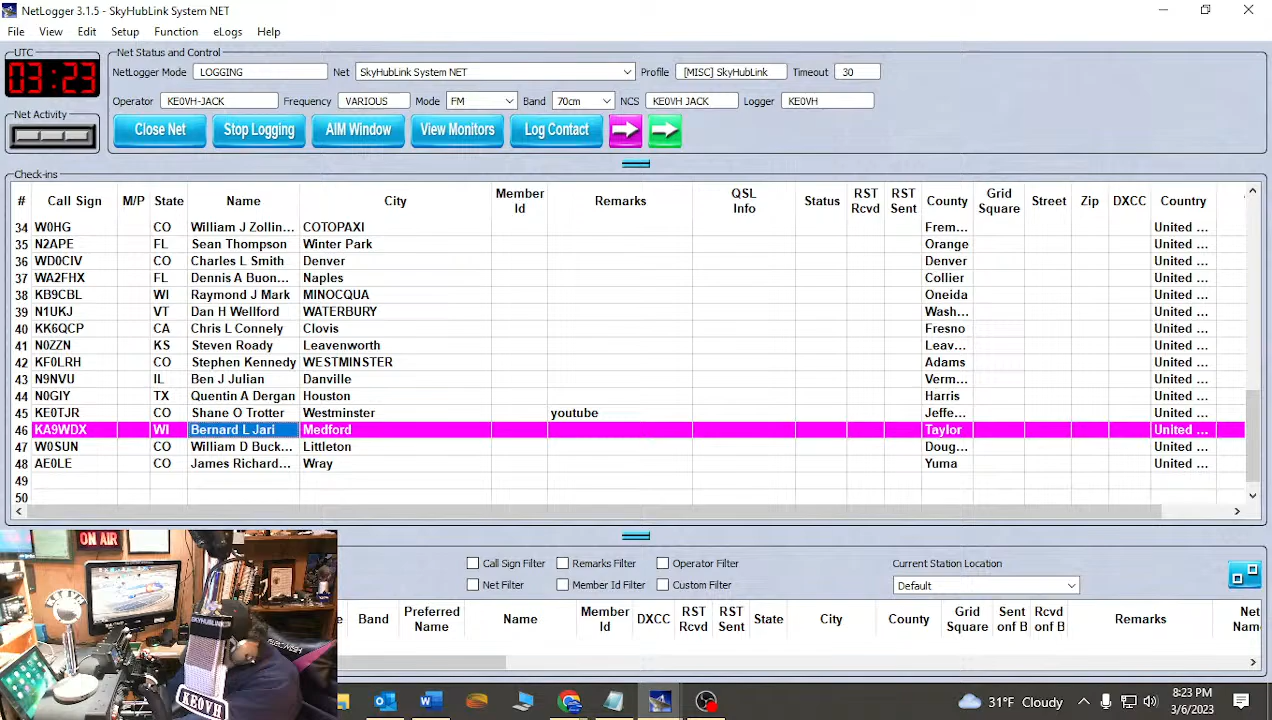 NetLogger 3.1.5 - SkyHubLink System NET
File View Edit Setup Function eLogs Help
UTC
03:23
Net Activity
Net Status and Control
NetLogger Mode LOGGING Net SkyHubLink System NET Profile [MISC] SkyHubLink Timeout 30
Operator KE0VH-JACK Frequency VARIOUS Mode FM Band 70cm NCS KE0VH JACK Logger KE0VH
Close Net Stop Logging AIM Window View Monitors Log Contact
Check-ins
# Call Sign M/P State Name City Member Id Remarks QSL Info Status RST Rcvd RST Sent County Grid Square Street Zip DXCC Country
34 W0HG CO William J Zollin... COTOPAXI Frem... United ...
35 N2APE FL Sean Thompson Winter Park Orange United ...
36 WD0CIV CO Charles L Smith Denver Denver United ...
37 WA2FHX FL Dennis A Buon... Naples Collier United ...
38 KB9CBL WI Raymond J Mark MINOCQUA Oneida United ...
39 N1UKJ VT Dan H Wellford WATERBURY Wash... United ...
40 KK6QCP CA Chris L Connely Clovis Fresno United ...
41 N0ZZN KS Steven Roady Leavenworth Leav... United ...
42 KF0LRH CO Stephen Kennedy WESTMINSTER Adams United ...
43 N9NVU IL Ben J Julian Danville Verm... United ...
44 N0GIY TX Quentin A Dergan Houston Harris United ...
45 KE0TJR CO Shane O Trotter Westminster youtube Jeffe... United ...
46 KA9WDX WI Bernard L Jari Medford Taylor United ...
47 W0SUN CO William D Buck... Littleton Doug... United ...
48 AE0LE CO James Richard... Wray Yuma United ...
49
50
ON AIR
SKYHUBLINK
KE0VH
Call Sign Filter Remarks Filter Operator Filter
Net Filter Member Id Filter Custom Filter
Current Station Location
Default
e Band Preferred Name Name Member Id DXCC RST Rcvd RST Sent State City County Grid Square Sent onf B Rcvd onf B Remarks Net Name
31°F Cloudy
8:23 PM
3/6/2023